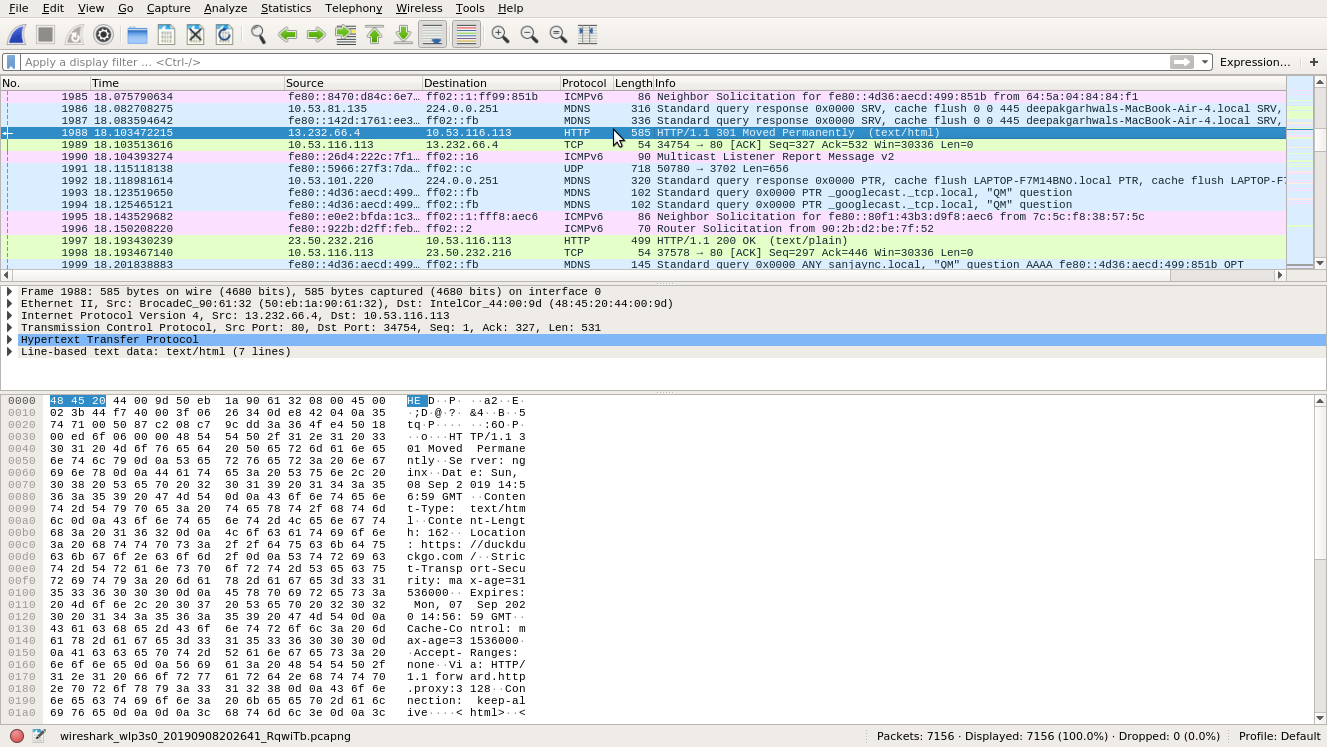 File Edit View Go Capture Analyze Statistics Telephony Wireless Tools Help
Apply a display filter ... <Ctrl-/> Expression... +
No. Time Source Destination Protocol Length Info
1985 18.075790634 fe80::8470:d84c:6e7… ff02::1:ff99:851b ICMPv6 86 Neighbor Solicitation for fe80::4d36:aecd:499:851b from 64:5a:04:84:84:f1
1986 18.082708275 10.53.81.135 224.0.0.251 MDNS 316 Standard query response 0x0000 SRV, cache flush 0 0 445 deepakgarhwals-MacBook-Air-4.local SRV,
1987 18.083594642 fe80::142d:1761:ee3… ff02::fb MDNS 336 Standard query response 0x0000 SRV, cache flush 0 0 445 deepakgarhwals-MacBook-Air-4.local SRV,
1988 18.103472215 13.232.66.4 10.53.116.113 HTTP 585 HTTP/1.1 301 Moved Permanently (text/html)
1989 18.103513616 10.53.116.113 13.232.66.4 TCP 54 34754 → 80 [ACK] Seq=327 Ack=532 Win=30336 Len=0
1990 18.104393274 fe80::26d4:222c:7f1… ff02::16 ICMPv6 90 Multicast Listener Report Message v2
1991 18.115118138 fe80::5966:27f3:7da… ff02::c UDP 718 50780 → 3702 Len=656
1992 18.118981614 10.53.101.220 224.0.0.251 MDNS 320 Standard query response 0x0000 PTR, cache flush LAPTOP-F7M14BNO.local PTR, cache flush LAPTOP-F7
1993 18.123519650 fe80::4d36:aecd:499… ff02::fb MDNS 102 Standard query 0x0000 PTR _googlecast._tcp.local, "QM" question
1994 18.125465121 fe80::4d36:aecd:499… ff02::fb MDNS 102 Standard query 0x0000 PTR _googlecast._tcp.local, "QM" question
1995 18.143529682 fe80::e0e2:bfda:1c3… ff02::1:fff8:aec6 ICMPv6 86 Neighbor Solicitation for fe80::80f1:43b3:d9f8:aec6 from 7c:5c:f8:38:57:5c
1996 18.150208220 fe80::922b:d2ff:feb… ff02::2 ICMPv6 70 Router Solicitation from 90:2b:d2:be:7f:52
1997 18.193430239 23.50.232.216 10.53.116.113 HTTP 499 HTTP/1.1 200 OK (text/plain)
1998 18.193467140 10.53.116.113 23.50.232.216 TCP 54 37578 → 80 [ACK] Seq=297 Ack=446 Win=30336 Len=0
1999 18.201838883 fe80::4d36:aecd:499… ff02::fb MDNS 145 Standard query 0x0000 ANY sanjaync.local, "QM" question AAAA fe80::4d36:aecd:499:851b OPT
Frame 1988: 585 bytes on wire (4680 bits), 585 bytes captured (4680 bits) on interface 0
Ethernet II, Src: BrocadeC_90:61:32 (50:eb:1a:90:61:32), Dst: IntelCor_44:00:9d (48:45:20:44:00:9d)
Internet Protocol Version 4, Src: 13.232.66.4, Dst: 10.53.116.113
Transmission Control Protocol, Src Port: 80, Dst Port: 34754, Seq: 1, Ack: 327, Len: 531
Hypertext Transfer Protocol
Line-based text data: text/html (7 lines)
0000 48 45 20 44 00 9d 50 eb 1a 90 61 32 08 00 45 00 HE D··P· ··a2··E·
0010 02 3b 44 f7 40 00 3f 06 26 34 0d e8 42 04 0a 35 ·;D·@·?· &4··B··5
0020 74 71 00 50 87 c2 08 c7 9c dd 3a 36 4f e4 50 18 tq·P···· ··:6O·P·
0030 00 ed 6f 06 00 00 48 54 54 50 2f 31 2e 31 20 33 ··o···HT TP/1.1 3
0040 30 31 20 4d 6f 76 65 64 20 50 65 72 6d 61 6e 65 01 Moved Permane
0050 6e 74 6c 79 0d 0a 53 65 72 76 65 72 3a 20 6e 67 ntly··Se rver: ng
0060 69 6e 78 0d 0a 44 61 74 65 3a 20 53 75 6e 2c 20 inx··Dat e: Sun,
0070 30 38 20 53 65 70 20 32 30 31 39 20 31 34 3a 35 08 Sep 2 019 14:5
0080 36 3a 35 39 20 47 4d 54 0d 0a 43 6f 6e 74 65 6e 6:59 GMT ··Conten
0090 74 2d 54 79 70 65 3a 20 74 65 78 74 2f 68 74 6d t-Type: text/htm
00a0 6c 0d 0a 43 6f 6e 74 65 6e 74 2d 4c 65 6e 67 74 l··Conte nt-Lengt
00b0 68 3a 20 31 36 32 0d 0a 4c 6f 63 61 74 69 6f 6e h: 162·· Location
00c0 3a 20 68 74 74 70 73 3a 2f 2f 64 75 63 6b 64 75 : https: //duckdu
00d0 63 6b 67 6f 2e 63 6f 6d 2f 0d 0a 53 74 72 69 63 ckgo.com /··Stric
00e0 74 2d 54 72 61 6e 73 70 6f 72 74 2d 53 65 63 75 t-Transp ort-Secu
00f0 72 69 74 79 3a 20 6d 61 78 2d 61 67 65 3d 33 31 rity: ma x-age=31
0100 35 33 36 30 30 30 0d 0a 45 78 70 69 72 65 73 3a 536000·· Expires:
0110 20 4d 6f 6e 2c 20 30 37 20 53 65 70 20 32 30 32 Mon, 07 Sep 202
0120 30 20 31 34 3a 35 36 3a 35 39 20 47 4d 54 0d 0a 0 14:56: 59 GMT··
0130 43 61 63 68 65 2d 43 6f 6e 74 72 6f 6c 3a 20 6d Cache-Co ntrol: m
0140 61 78 2d 61 67 65 3d 33 31 35 33 36 30 30 30 0d ax-age=3 1536000·
0150 0a 41 63 63 65 70 74 2d 52 61 6e 67 65 73 3a 20 ·Accept- Ranges:
0160 6e 6f 6e 65 0d 0a 56 69 61 3a 20 48 54 54 50 2f none··Vi a: HTTP/
0170 31 2e 31 20 66 6f 72 77 61 72 64 2e 68 74 74 70 1.1 forw ard.http
0180 2e 70 72 6f 78 79 3a 33 31 32 38 0d 0a 43 6f 6e .proxy:3 128··Con
0190 6e 65 63 74 69 6f 6e 3a 20 6b 65 65 70 2d 61 6c nection: keep-al
01a0 69 76 65 0d 0a 0d 0a 3c 68 74 6d 6c 3e 0d 0a 3c ive····< html>··<
wireshark_wlp3s0_20190908202641_RqwiTb.pcapng Packets: 7156 · Displayed: 7156 (100.0%) · Dropped: 0 (0.0%) Profile: Default